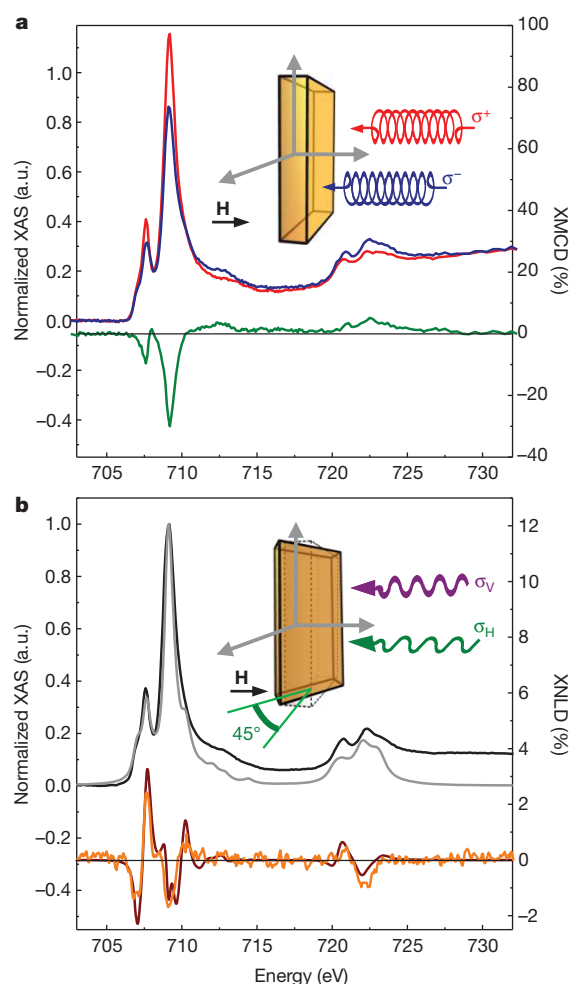 a
Normalized XAS (a.u.)
XMCD (%)
1.0
0.8
0.6
0.4
0.2
0.0
−0.2
−0.4
100
80
60
40
20
0
−20
−40
H
σ+
σ−
705 710 715 720 725 730
b
Normalized XAS (a.u.)
XNLD (%)
1.0
0.8
0.6
0.4
0.2
0.0
−0.2
−0.4
12
10
8
6
4
2
0
−2
σV
σH
H
45°
705 710 715 720 725 730
Energy (eV)